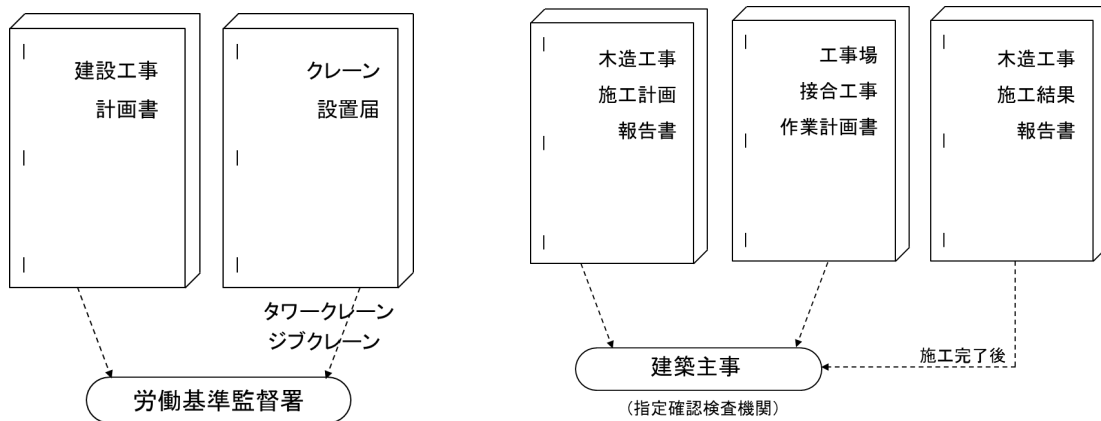 建設工事
計画書
クレーン
設置届
タワークレーン
ジブクレーン
労働基準監督署
木造工事
施工計画
報告書
工事場
接合工事
作業計画書
木造工事
施工結果
報告書
施工完了後
建築主事
(指定確認検査機関)